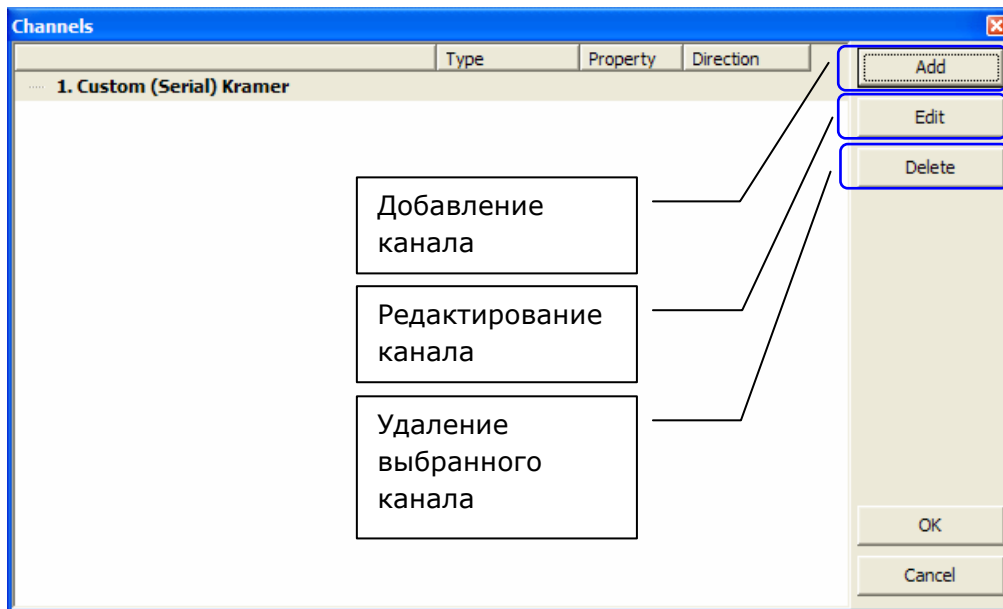 Channels
Type Property Direction
1. Custom (Serial) Kramer
Add
Edit
Delete
Добавление
канала
Редактирование
канала
Удаление
выбранного
канала
OK
Cancel